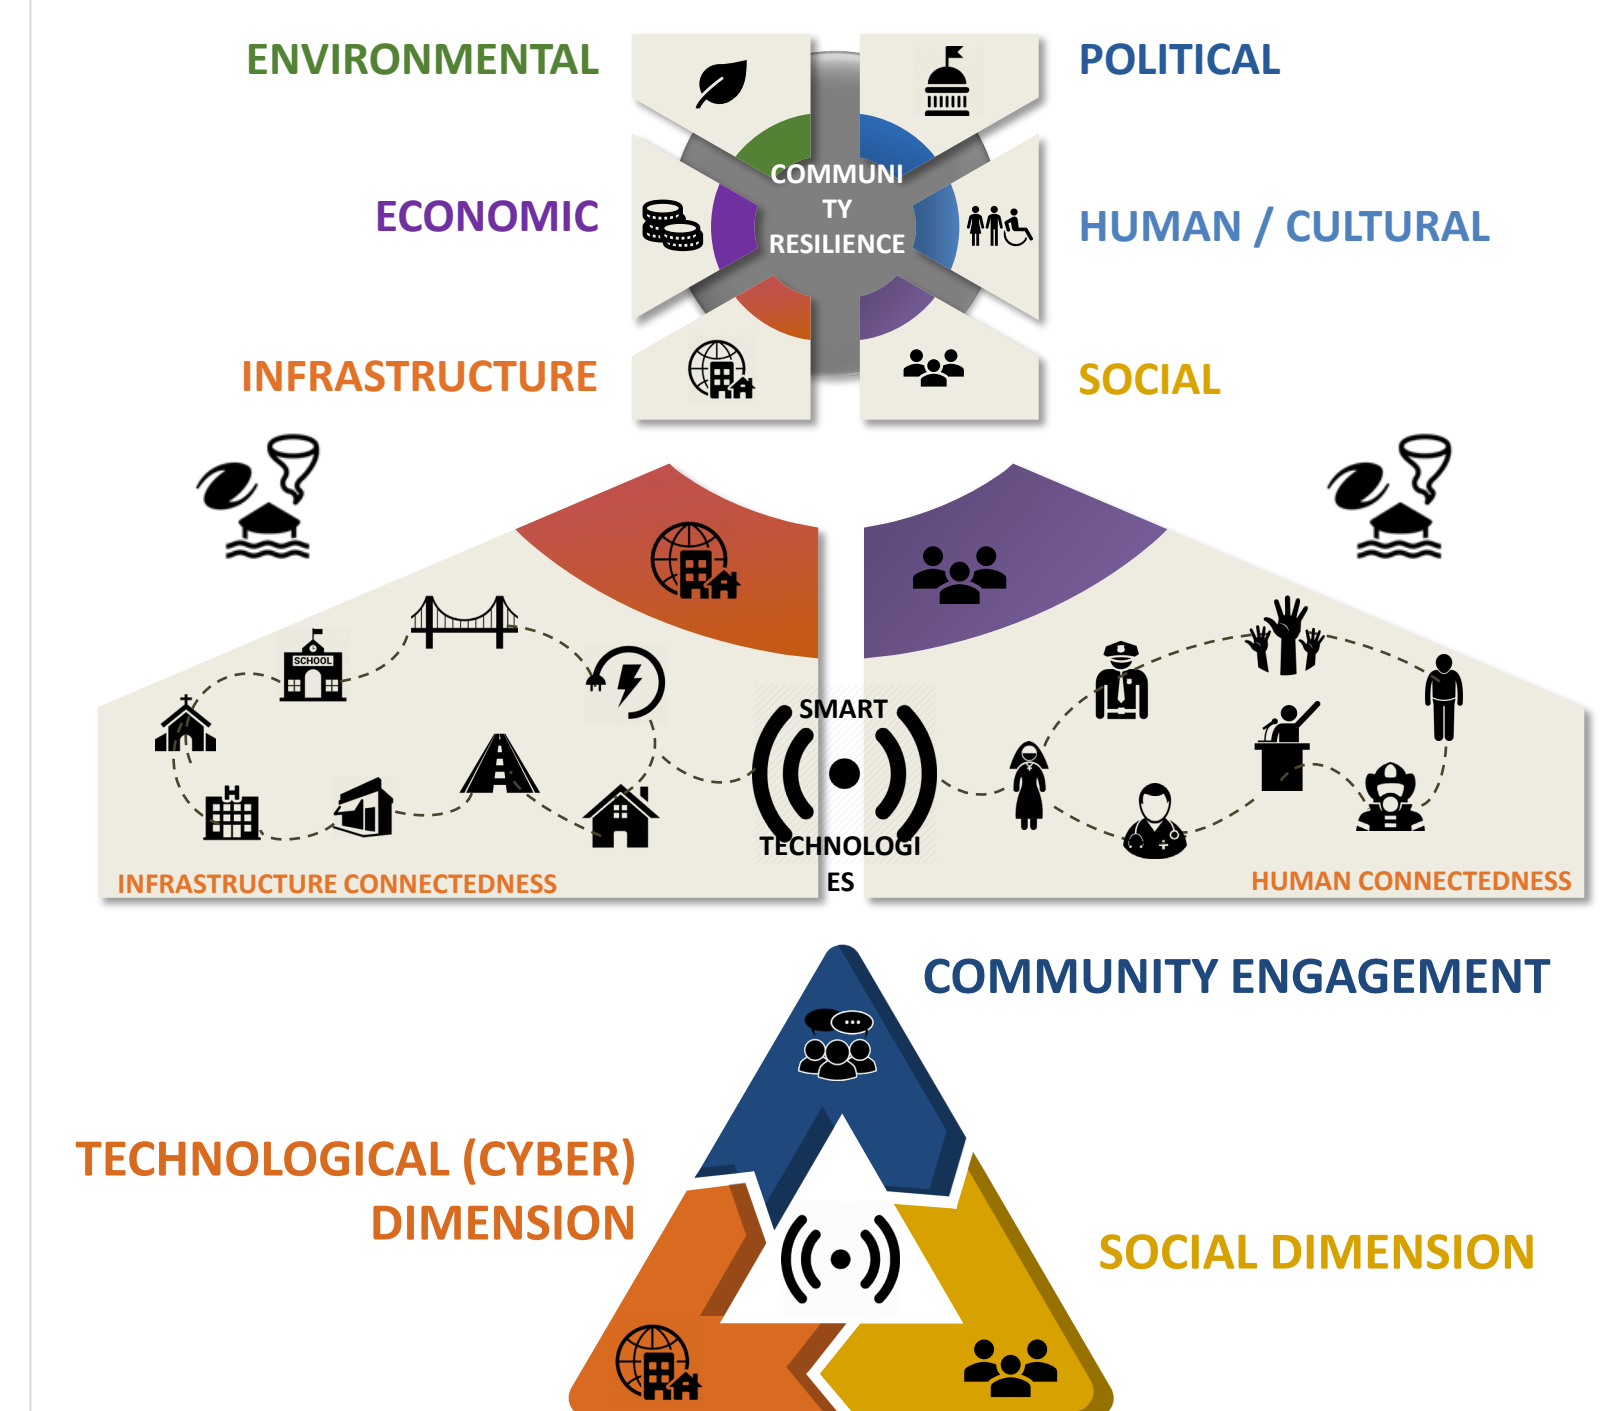 ENVIRONMENTAL
POLITICAL
COMMUNI
TY
RESILIENCE
ECONOMIC
HUMAN / CULTURAL
INFRASTRUCTURE
SOCIAL
SCHOOL
SMART
TECHNOLOGI
ES
H
INFRASTRUCTURE CONNECTEDNESS
HUMAN CONNECTEDNESS
COMMUNITY ENGAGEMENT
TECHNOLOGICAL (CYBER)
DIMENSION
SOCIAL DIMENSION